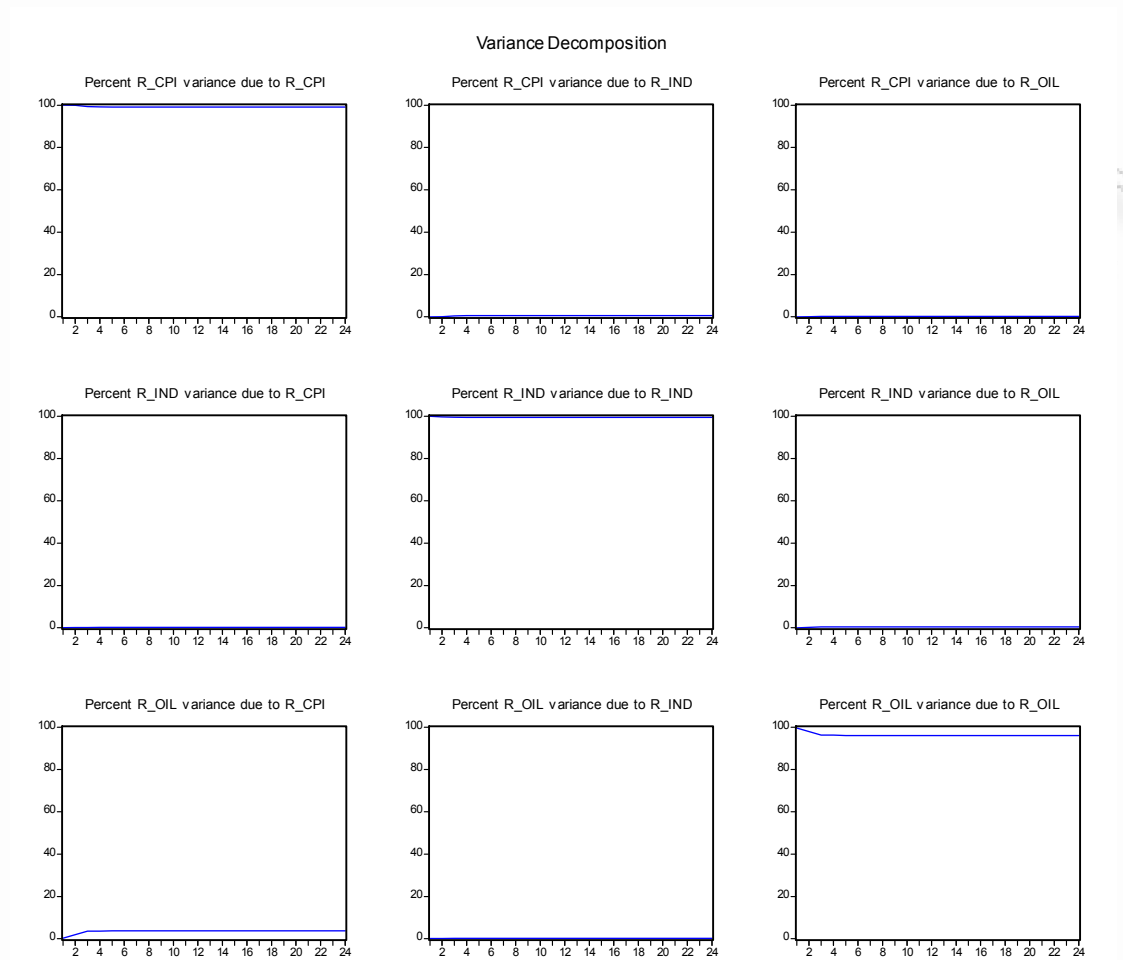 Variance Decomposition
Percent R_CPI variance due to R_CPI
Percent R_CPI variance due to R_IND
Percent R_CPI variance due to R_OIL
100
80
60
40
20
0
2 4 6 8 10 12 14 16 18 20 22 24
100
80
60
40
20
0
2 4 6 8 10 12 14 16 18 20 22 24
100
80
60
40
20
0
2 4 6 8 10 12 14 16 18 20 22 24
Percent R_IND variance due to R_CPI
Percent R_IND variance due to R_IND
Percent R_IND variance due to R_OIL
100
80
60
40
20
0
2 4 6 8 10 12 14 16 18 20 22 24
100
80
60
40
20
0
2 4 6 8 10 12 14 16 18 20 22 24
100
80
60
40
20
0
2 4 6 8 10 12 14 16 18 20 22 24
Percent R_OIL variance due to R_CPI
Percent R_OIL variance due to R_IND
Percent R_OIL variance due to R_OIL
100
80
60
40
20
0
2 4 6 8 10 12 14 16 18 20 22 24
100
80
60
40
20
0
2 4 6 8 10 12 14 16 18 20 22 24
100
80
60
40
20
0
2 4 6 8 10 12 14 16 18 20 22 24